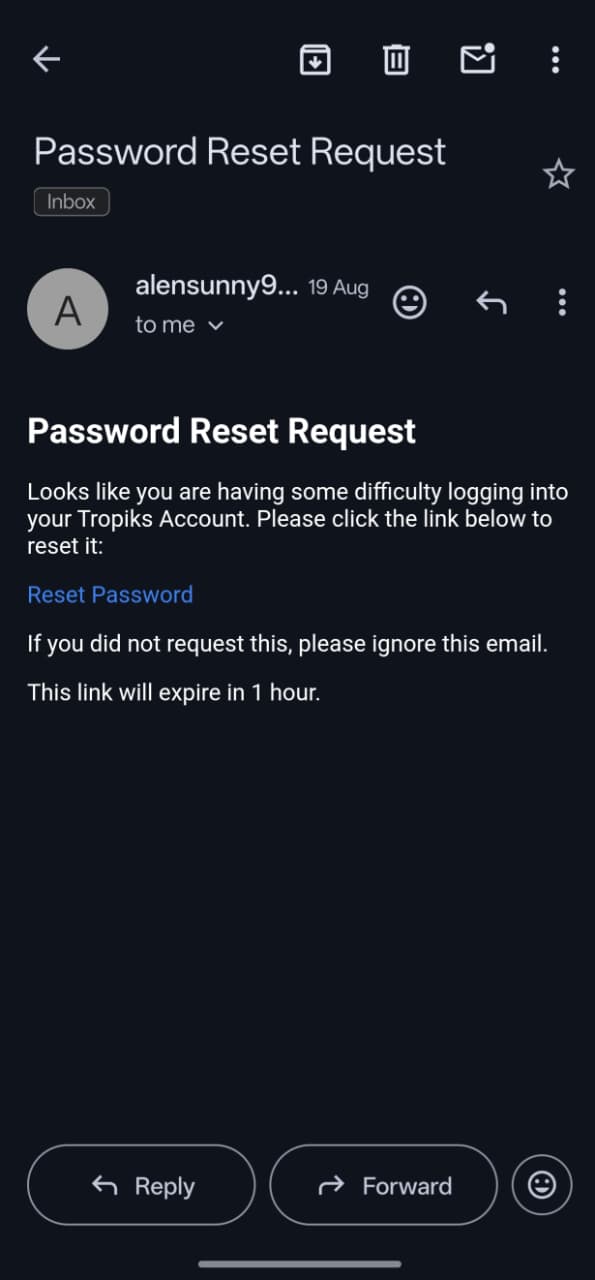 Password Reset Request
Inbox
alensunny9... 19 Aug
to me
A
Password Reset Request
Looks like you are having some difficulty logging into
your Tropiks Account. Please click the link below to
reset it:
Reset Password
If you did not request this, please ignore this email.
This link will expire in 1 hour.
Reply
Forward